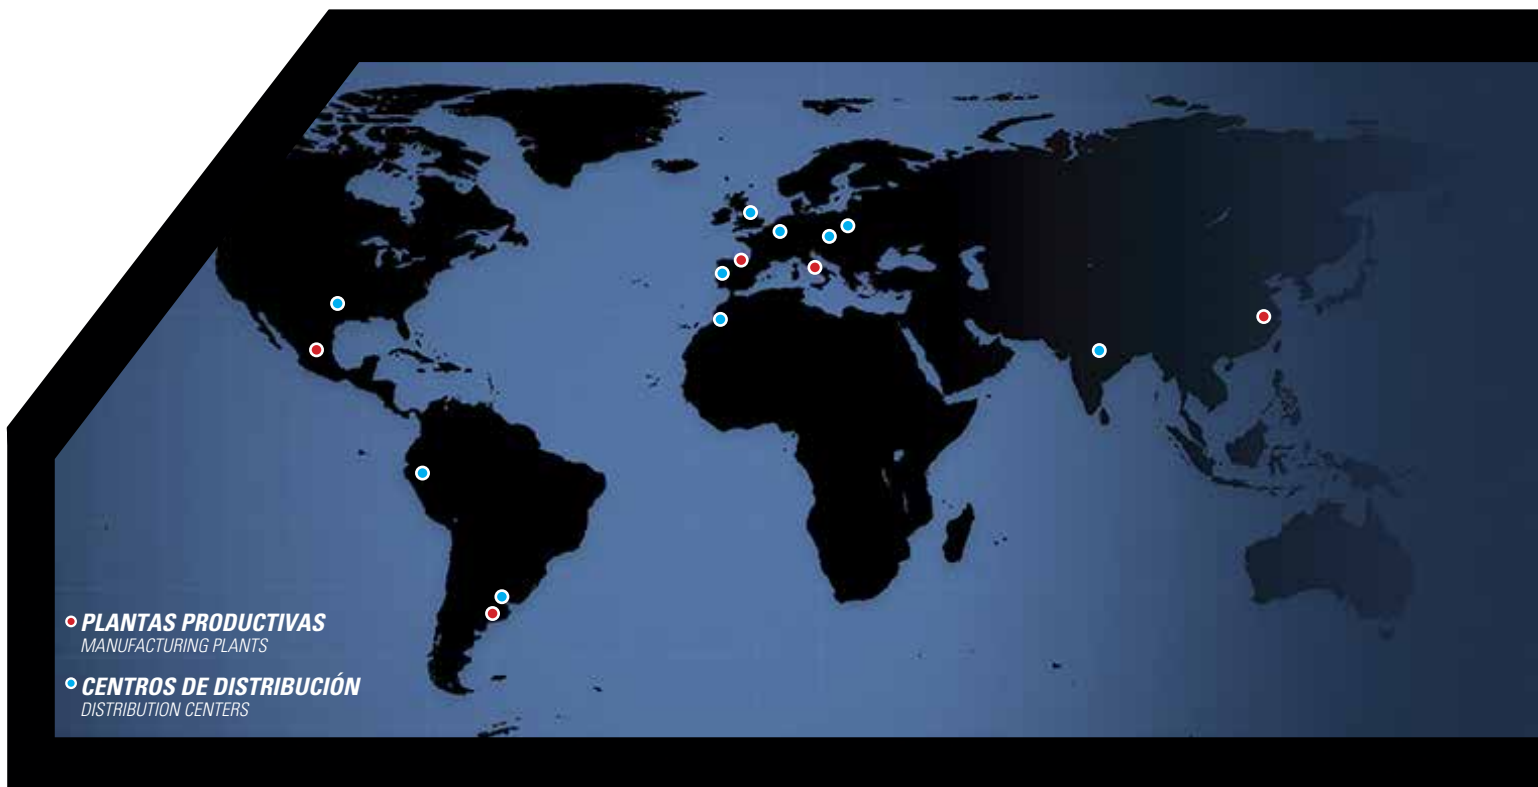 PLANTAS PRODUCTIVAS
MANUFACTURING PLANTS
CENTROS DE DISTRIBUCIÓN
DISTRIBUTION CENTERS